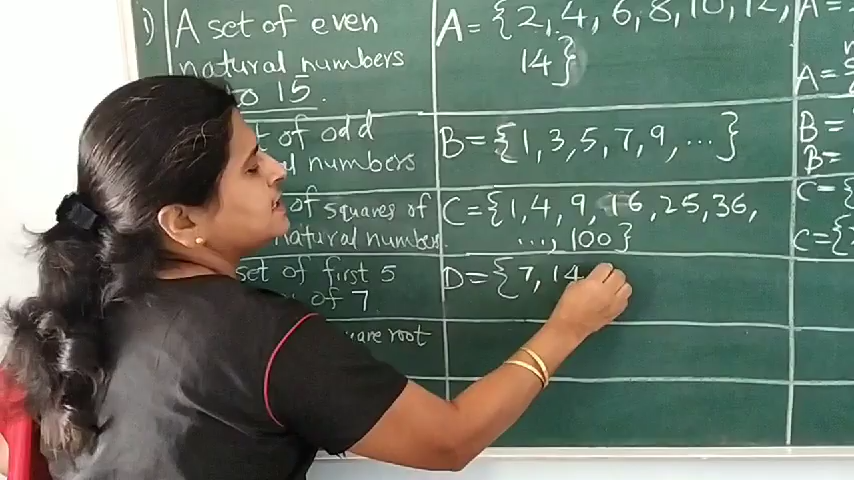 1) A set of even A = {2, 4, 6, 8, 10, 12, A =
natural numbers 14}
to 15. A =
t of odd B = {1, 3, 5, 7, 9, ... } B =
numbers B =
of squares of C = {1, 4, 9, 16, 25, 36, C = {
natural numbers. ..., 100} C = {
set of first 5 D = {7, 14
of 7
square root